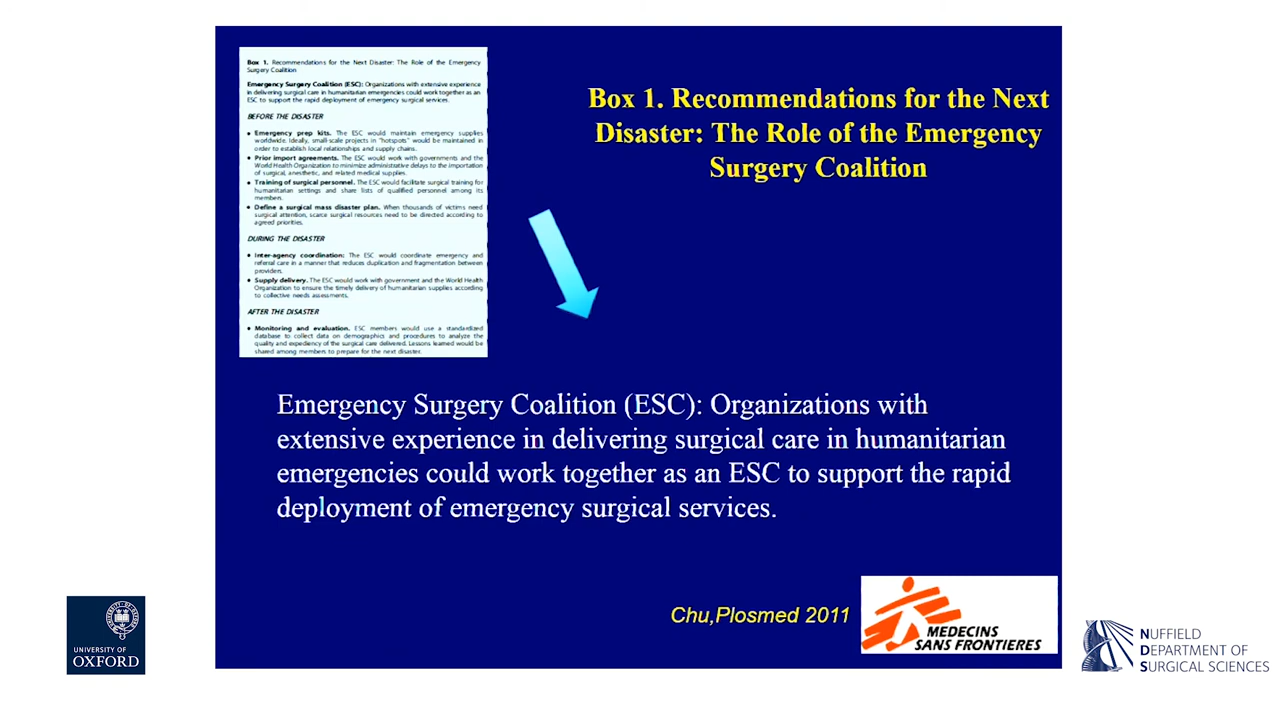 Box 1. Recommendations for the Next Disaster: The Role of the Emergency
Surgery Coalition
Emergency Surgery Coalition (ESC): Organizations with extensive experience
in delivering surgical care in humanitarian emergencies could work together as an
ESC to support the rapid deployment of emergency surgical services.
BEFORE THE DISASTER
• Emergency prep kits. The ESC would maintain emergency supplies
worldwide. Ideally, small-scale projects in "hotspots" would be maintained in
order to establish local relationships and supply chains.
• Prior import agreements. The ESC would work with governments and the
World Health Organization to minimize administrative delays to the importation
of surgical, anesthetic, and related medical supplies.
• Training of surgical personnel. The ESC would facilitate surgical training for
humanitarian settings and share lists of qualified personnel among its
members.
• Define a surgical mass disaster plan. When thousands of victims need
surgical attention, scarce surgical resources need to be directed according to
agreed priorities.
DURING THE DISASTER
• Inter-agency coordination: The ESC would coordinate emergency and
referral care in a manner that reduces duplication and fragmentation between
providers.
• Supply delivery. The ESC would work with government and the World Health
Organization to ensure the timely delivery of humanitarian supplies according
to collective needs assessments.
AFTER THE DISASTER
• Monitoring and evaluation. ESC members would use a standardized
database to collect data on demographics and procedures to analyze the
quality and expediency of the surgical care delivered. Lessons learned would be
shared among members to prepare for the next disaster.
Box 1. Recommendations for the Next
Disaster: The Role of the Emergency
Surgery Coalition
Emergency Surgery Coalition (ESC): Organizations with
extensive experience in delivering surgical care in humanitarian
emergencies could work together as an ESC to support the rapid
deployment of emergency surgical services.
Chu,Plosmed 2011
MEDECINS
SANS FRONTIERES
UNIVERSITY OF
OXFORD
NUFFIELD
DEPARTMENT OF
SURGICAL SCIENCES